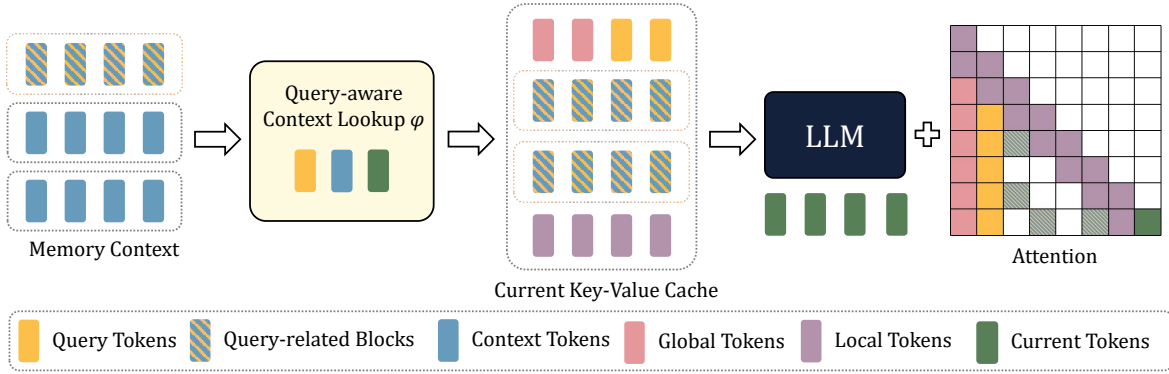 Query-aware
Context Lookup φ
LLM
Memory Context
Current Key-Value Cache
Attention
Query Tokens
Query-related Blocks
Context Tokens
Global Tokens
Local Tokens
Current Tokens